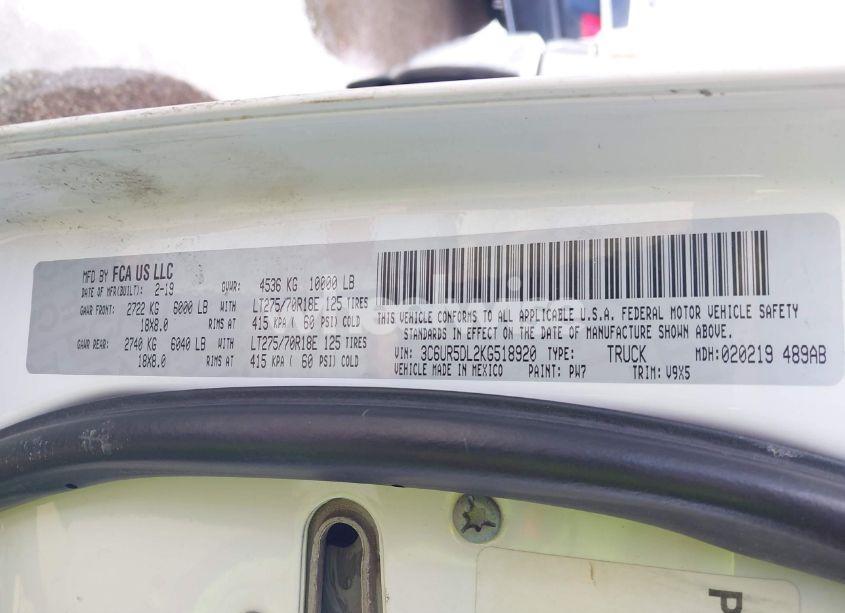 MFD BY FCA US LLC
DATE OF MFR(BUILT): 2-19 GVWR: 4536 KG 10000 LB
GAWR FRONT: 2722 KG 6000 LB WITH LT275/70R18E 125 TIRES
18X8.0 RIMS AT 415 KPA ( 60 PSI) COLD
GAWR REAR: 2740 KG 6040 LB WITH LT275/70R18E 125 TIRES
18X8.0 RIMS AT 415 KPA ( 60 PSI) COLD
THIS VEHICLE CONFORMS TO ALL APPLICABLE U.S.A. FEDERAL MOTOR VEHICLE SAFETY
STANDARDS IN EFFECT ON THE DATE OF MANUFACTURE SHOWN ABOVE.
VIN: 3C6UR5DL2KG518920 TYPE: TRUCK MDH: 020219 489AB
VEHICLE MADE IN MEXICO PAINT: PW7 TRIM: V9X5
P